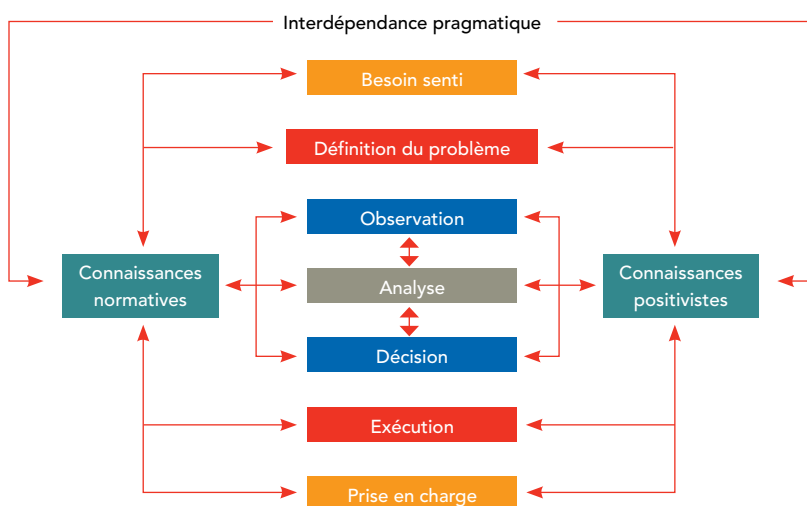 Interdépendance pragmatique
Besoin senti
Définition du problème
Observation
Connaissances
normatives
Analyse
Connaissances
positivistes
Décision
Exécution
Prise en charge